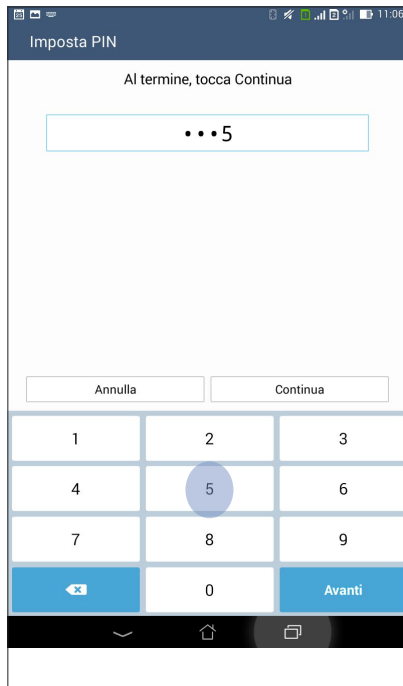 11:06
Imposta PIN
Al termine, tocca Continua
•••5
Annulla Continua
1 2 3
4 5 6
7 8 9
0 Avanti